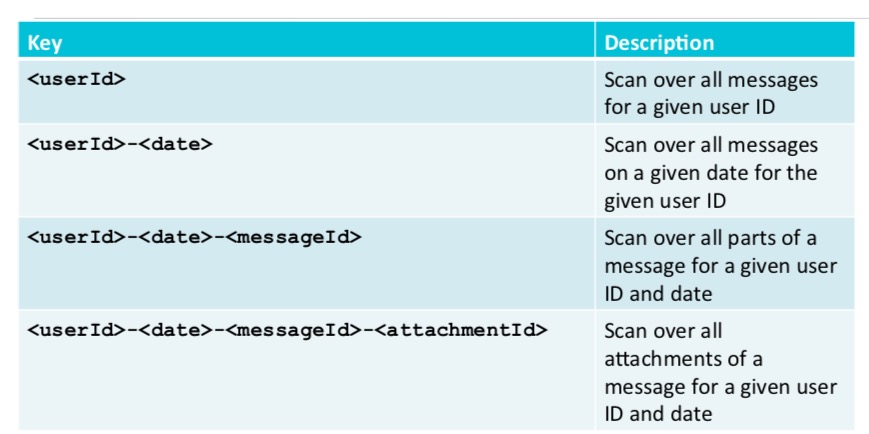 Key Description
<userId> Scan over all messages
for a given user ID
<userId>-<date> Scan over all messages
on a given date for the
given user ID
<userId>-<date>-<messageId> Scan over all parts of a
message for a given user
ID and date
<userId>-<date>-<messageId>-<attachmentId> Scan over all
attachments of a
message for a given user
ID and date